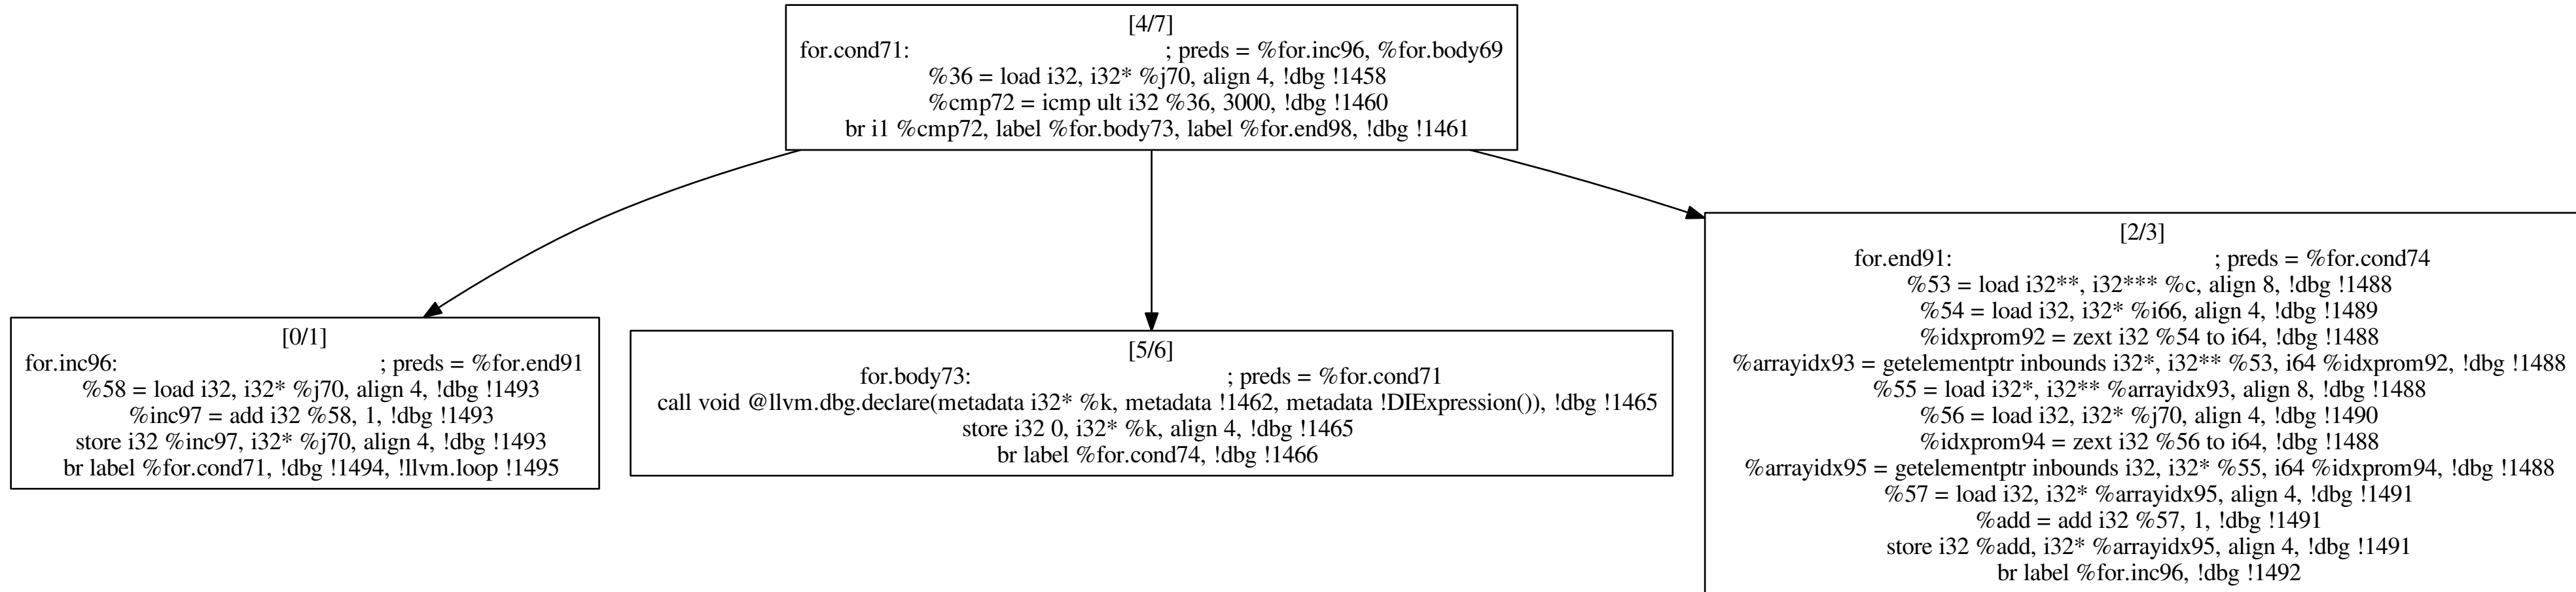 [4/7]
for.cond71: ; preds = %for.inc96, %for.body69
%36 = load i32, i32* %j70, align 4, !dbg !1458
%cmp72 = icmp ult i32 %36, 3000, !dbg !1460
br i1 %cmp72, label %for.body73, label %for.end98, !dbg !1461
[0/1]
for.inc96: ; preds = %for.end91
%58 = load i32, i32* %j70, align 4, !dbg !1493
%inc97 = add i32 %58, 1, !dbg !1493
store i32 %inc97, i32* %j70, align 4, !dbg !1493
br label %for.cond71, !dbg !1494, !llvm.loop !1495
[5/6]
for.body73: ; preds = %for.cond71
call void @llvm.dbg.declare(metadata i32* %k, metadata !1462, metadata !DIExpression()), !dbg !1465
store i32 0, i32* %k, align 4, !dbg !1465
br label %for.cond74, !dbg !1466
[2/3]
for.end91: ; preds = %for.cond74
%53 = load i32**, i32*** %c, align 8, !dbg !1488
%54 = load i32, i32* %i66, align 4, !dbg !1489
%idxprom92 = zext i32 %54 to i64, !dbg !1488
%arrayidx93 = getelementptr inbounds i32*, i32** %53, i64 %idxprom92, !dbg !1488
%55 = load i32*, i32** %arrayidx93, align 8, !dbg !1488
%56 = load i32, i32* %j70, align 4, !dbg !1490
%idxprom94 = zext i32 %56 to i64, !dbg !1488
%arrayidx95 = getelementptr inbounds i32, i32* %55, i64 %idxprom94, !dbg !1488
%57 = load i32, i32* %arrayidx95, align 4, !dbg !1491
%add = add i32 %57, 1, !dbg !1491
store i32 %add, i32* %arrayidx95, align 4, !dbg !1491
br label %for.inc96, !dbg !1492